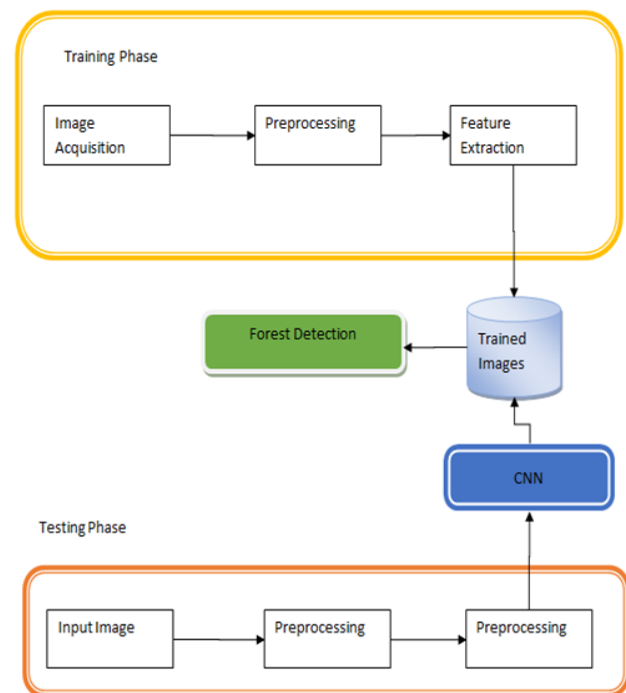 Training Phase
Image
Acquisition
Preprocessing
Feature
Extraction
Forest Detection
Trained
Images
CNN
Testing Phase
Input Image
Preprocessing
Preprocessing